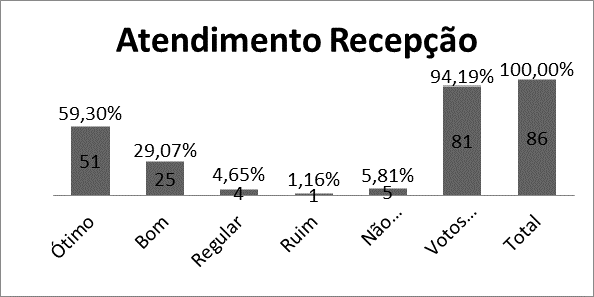 Atendimento Recepção
59,30% 29,07% 4,65% 1,16% 5,81% 94,19% 100,00%
51 25 4 1 5 81 86
Ótimo Bom Regular Ruim Não... Votos... Total